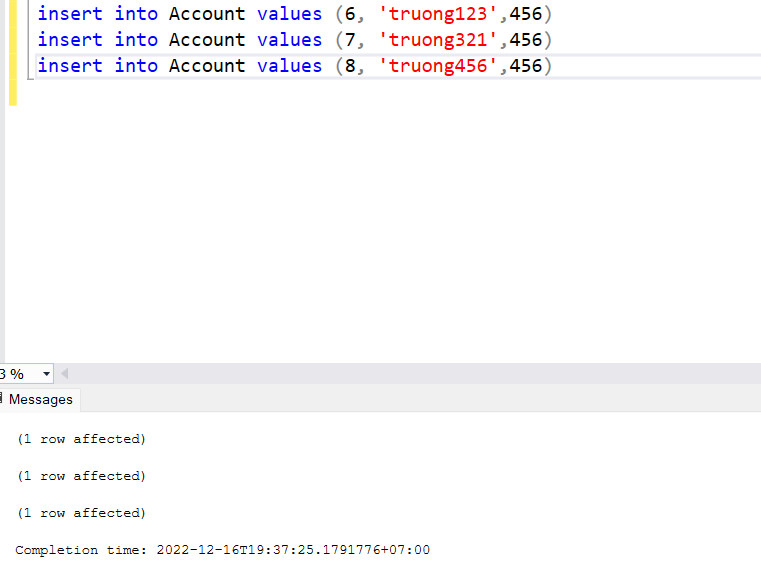 insert into Account values (6, 'truong123',456)
insert into Account values (7, 'truong321',456)
insert into Account values (8, 'truong456',456)
3 %
Messages
(1 row affected)
(1 row affected)
(1 row affected)
Completion time: 2022-12-16T19:37:25.1791776+07:00